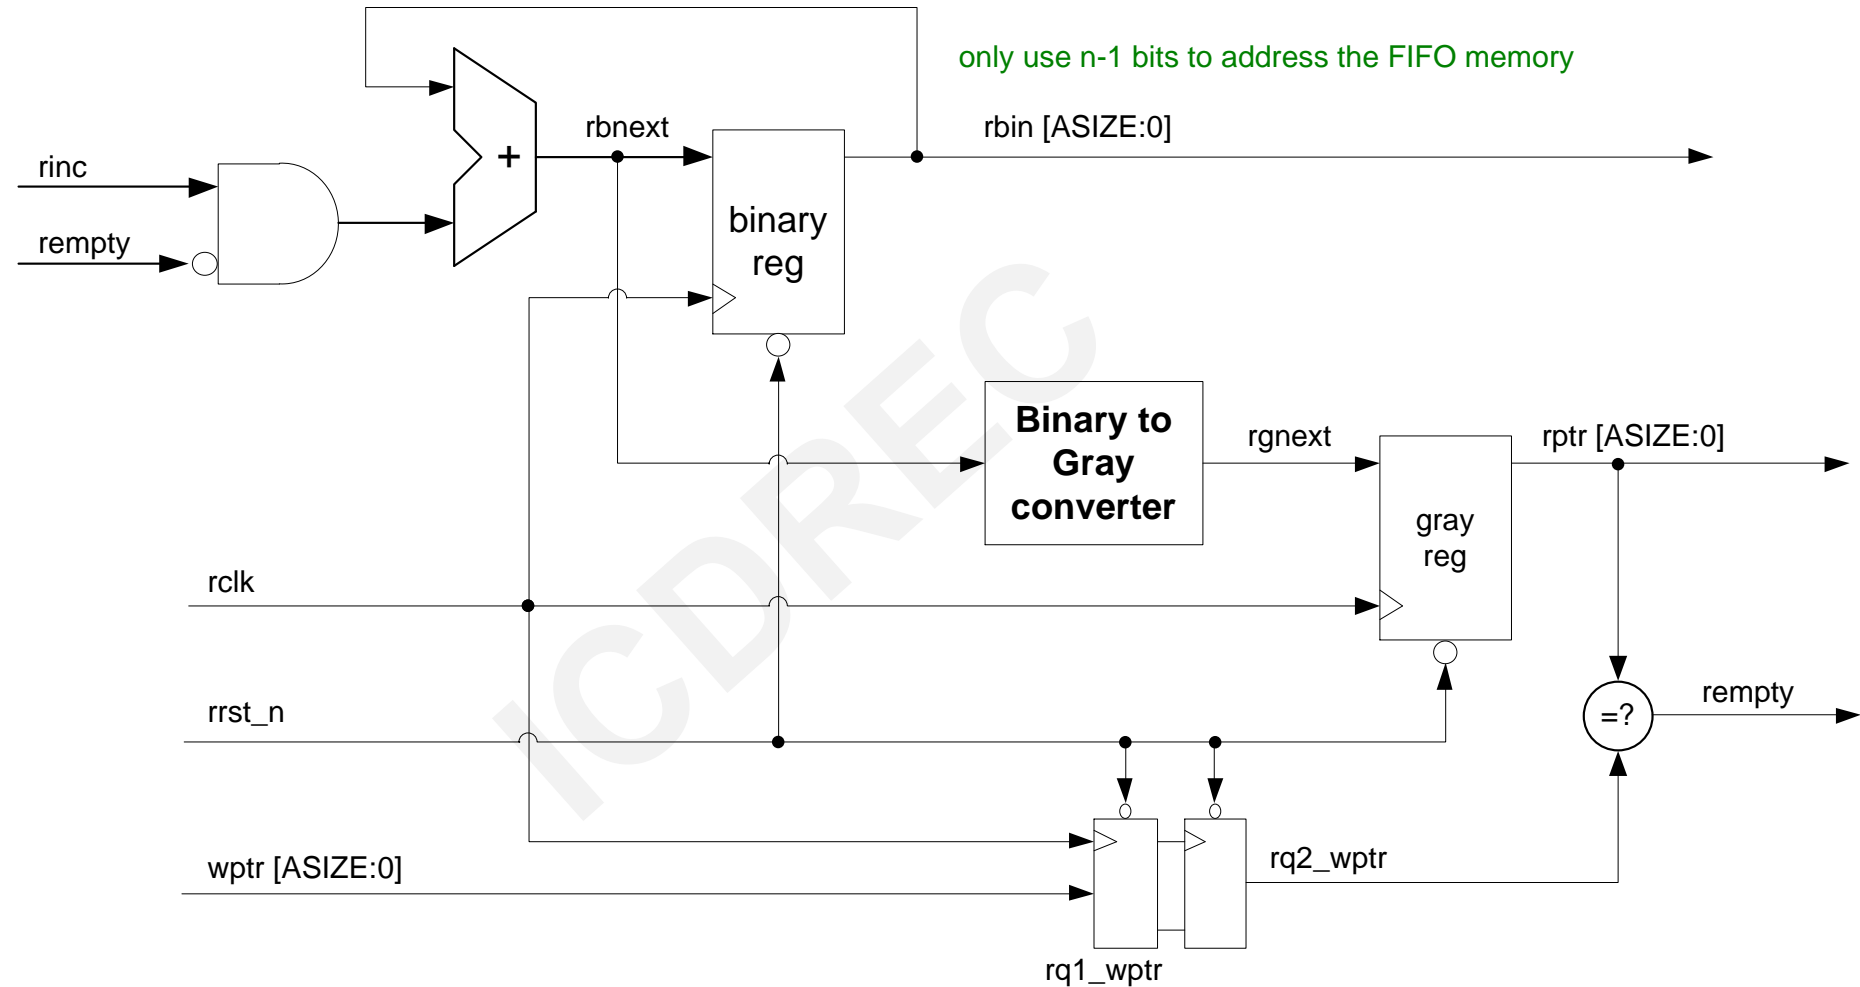 only use n-1 bits to address the FIFO memory
rbnext
rbin [ASIZE:0]
+
rinc
binary
reg
rempty
Binary to
Gray
converter
rgnext
rptr [ASIZE:0]
gray
reg
rclk
rrst_n
=?
rempty
wptr [ASIZE:0]
rq2_wptr
rq1_wptr
ICDREC